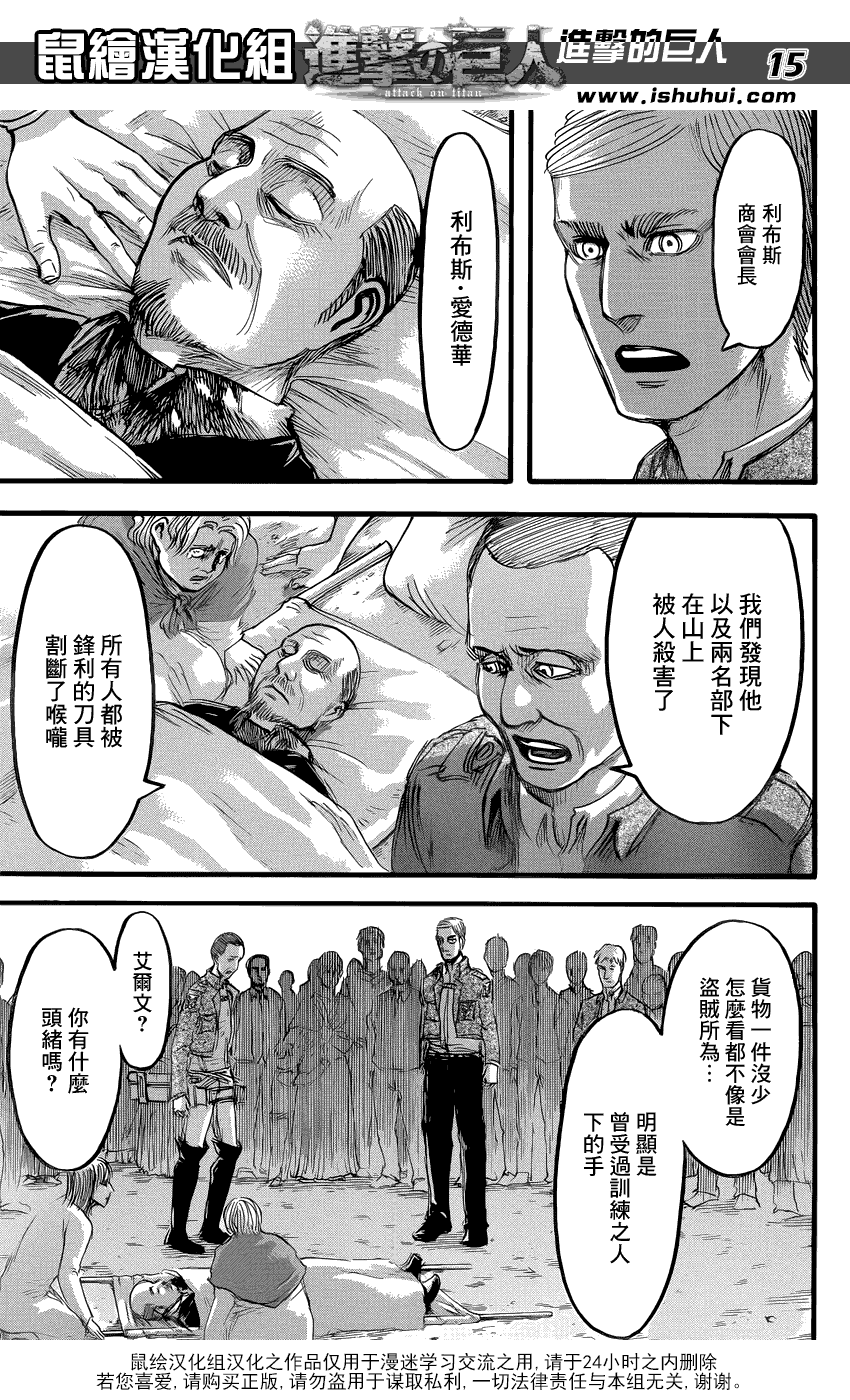 鼠繪漢化組
進撃の巨人
attack on titan
進擊的巨人
www.ishuhui.com
15
利布斯
商會會長
利布斯·愛德華
我們發現他
以及兩名部下
在山上
被人殺害了
所有人都被
鋒利的刀具
割斷了喉嚨
貨物一件沒少
怎麼看都不像是
盜賊所為…
明顯是
曾受過訓練之人
下的手
艾爾文?
你有什麼
頭緒嗎?
鼠绘汉化组汉化之作品仅用于漫迷学习交流之用, 请于24小时之内删除
若您喜爱, 请购买正版, 请勿盗用于谋取私利, 一切法律责任与本组无关, 谢谢。